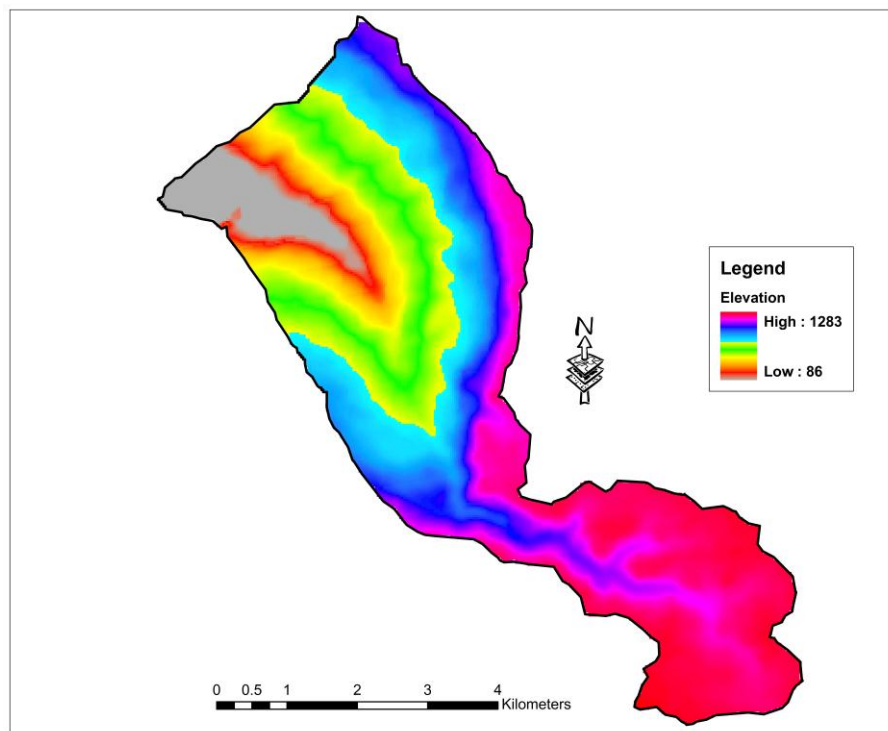 Legend
Elevation
High : 1283
Low : 86
N
0 0.5 1 2 3 4
Kilometers